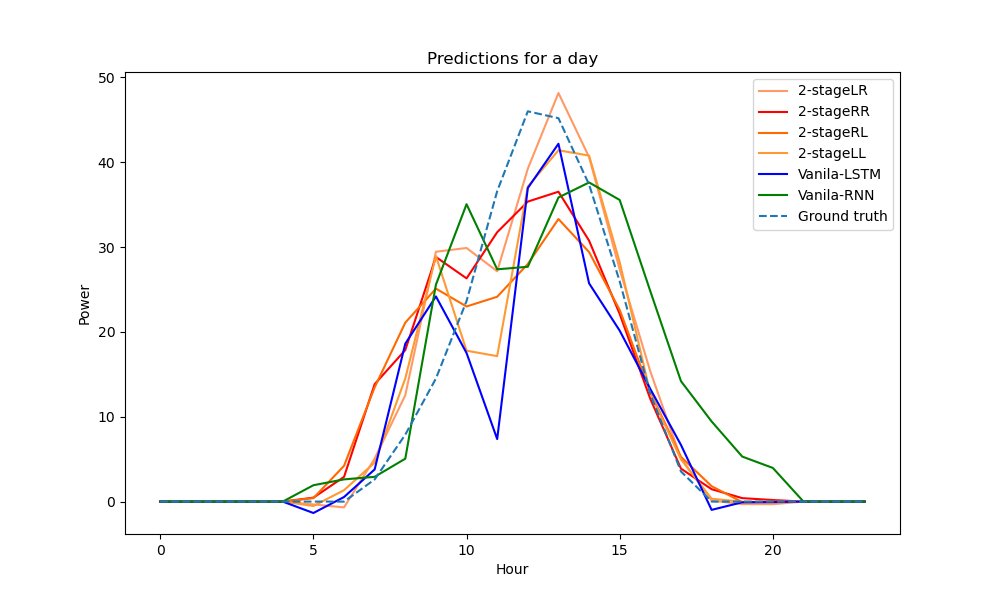 Predictions for a day
50
40
30
20
10
0
Power
0 5 10 15 20
Hour
2-stageLR
2-stageRR
2-stageRL
2-stageLL
Vanila-LSTM
Vanila-RNN
Ground truth